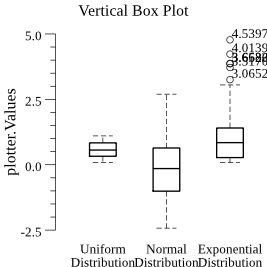 Vertical Box Plot
plotter.Values
5.0
2.5
0.0
-2.5
4.5397
4.0139
3.0652
Uniform
Distribution
Normal
Distribution
Exponential
Distribution